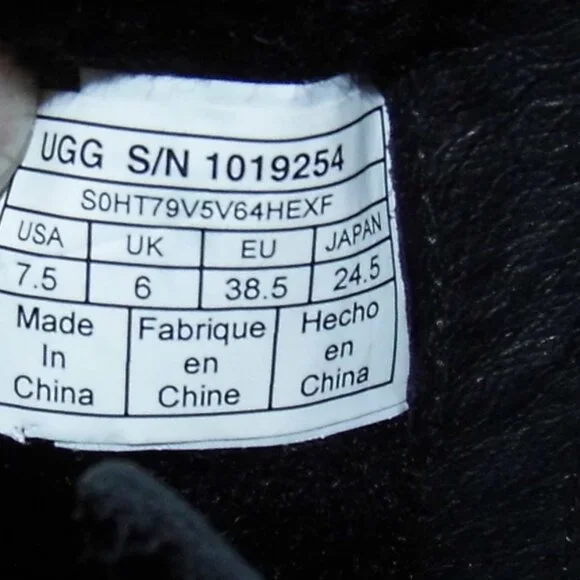 UGG S/N 1019254
S0HT79V5V64HEXF
USA UK EU JAPAN
7.5 6 38.5 24.5
Made Fabrique Hecho
In en en
China Chine China